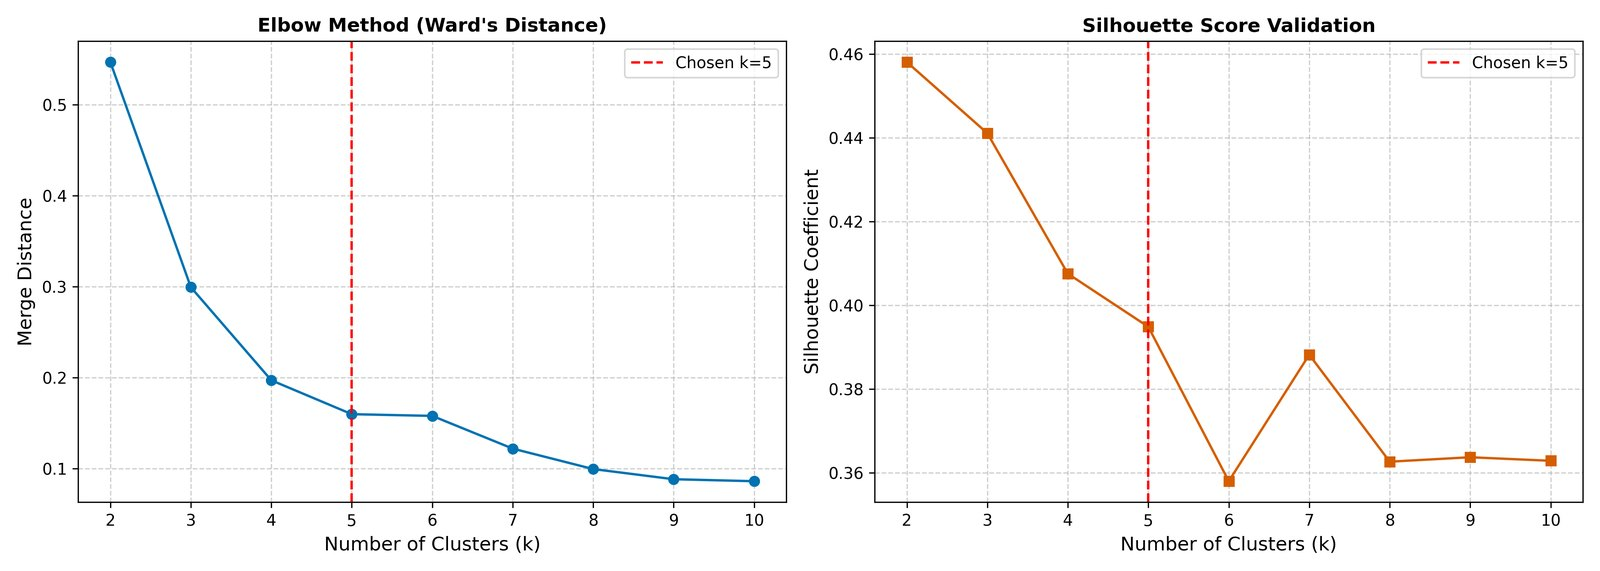 Elbow Method (Ward's Distance)
Chosen k=5
Merge Distance
0.5
0.4
0.3
0.2
0.1
2 3 4 5 6 7 8 9 10
Number of Clusters (k)
Silhouette Score Validation
Chosen k=5
Silhouette Coefficient
0.46
0.44
0.42
0.40
0.38
0.36
2 3 4 5 6 7 8 9 10
Number of Clusters (k)